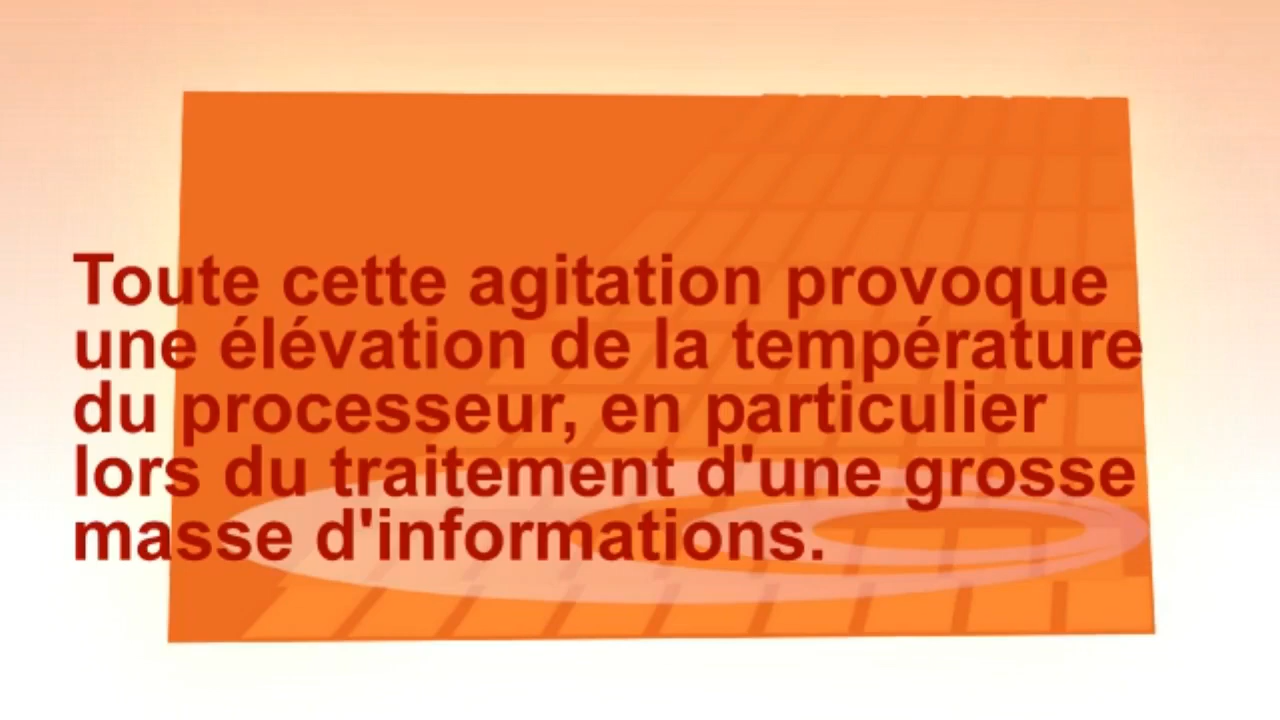 Toute cette agitation provoque
une élévation de la température
du processeur, en particulier
lors du traitement d'une grosse
masse d'informations.